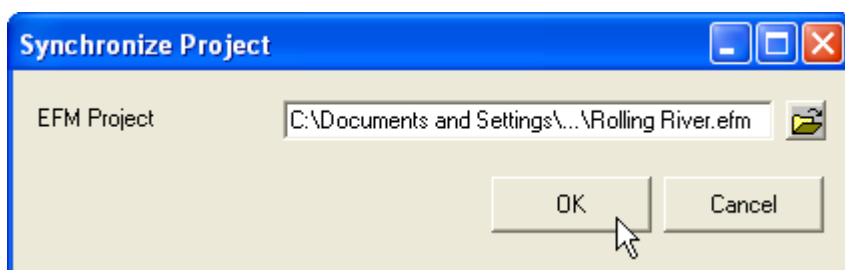 Synchronize Project
EFM Project C:\Documents and Settings\...\Rolling River.efm
OK Cancel